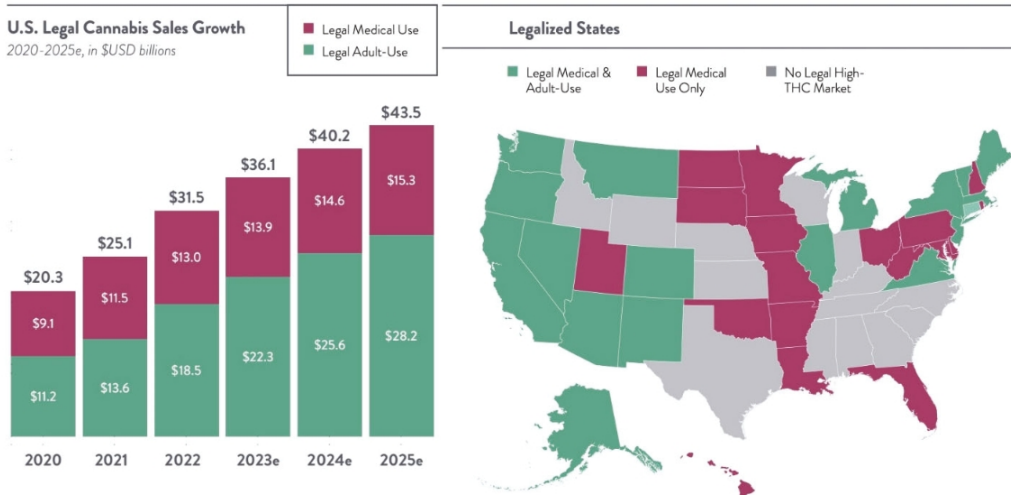 U.S. Legal Cannabis Sales Growth
2020-2025e, in $USD billions
Legal Medical Use
Legal Adult-Use
$20.3
$9.1
$11.2
2020
$25.1
$11.5
$13.6
2021
$31.5
$13.0
$18.5
2022
$36.1
$13.9
$22.3
2023e
$40.2
$14.6
$25.6
2024e
$43.5
$15.3
$28.2
2025e
Legalized States
Legal Medical &
Adult-Use
Legal Medical
Use Only
No Legal High-
THC Market